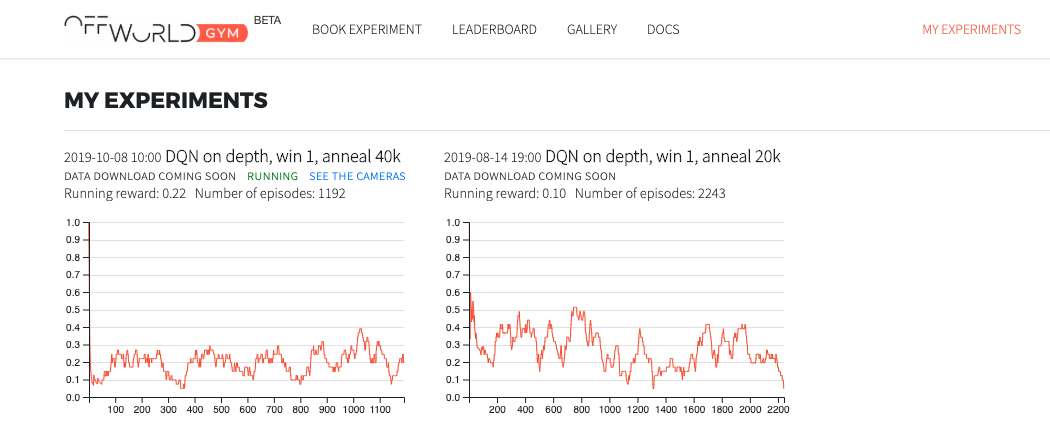 OFFWORLD GYM BETA BOOK EXPERIMENT LEADERBOARD GALLERY DOCS MY EXPERIMENTS
MY EXPERIMENTS
2019-10-08 10:00 DQN on depth, win 1, anneal 40k
DATA DOWNLOAD COMING SOON RUNNING SEE THE CAMERAS
Running reward: 0.22 Number of episodes: 1192
1.0
0.9
0.8
0.7
0.6
0.5
0.4
0.3
0.2
0.1
0.0
100 200 300 400 500 600 700 800 900 1000 1100
2019-08-14 19:00 DQN on depth, win 1, anneal 20k
DATA DOWNLOAD COMING SOON
Running reward: 0.10 Number of episodes: 2243
1.0
0.9
0.8
0.7
0.6
0.5
0.4
0.3
0.2
0.1
0.0
200 400 600 800 1000 1200 1400 1600 1800 2000 2200